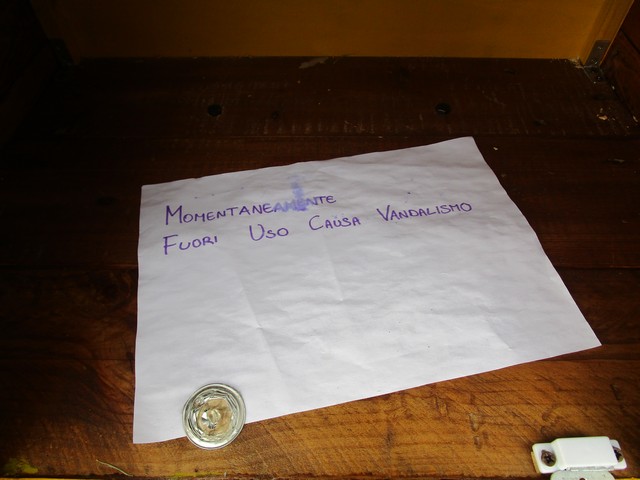 MOMENTANEAMENTE
FUORI USO CAUSA VANDALISMO